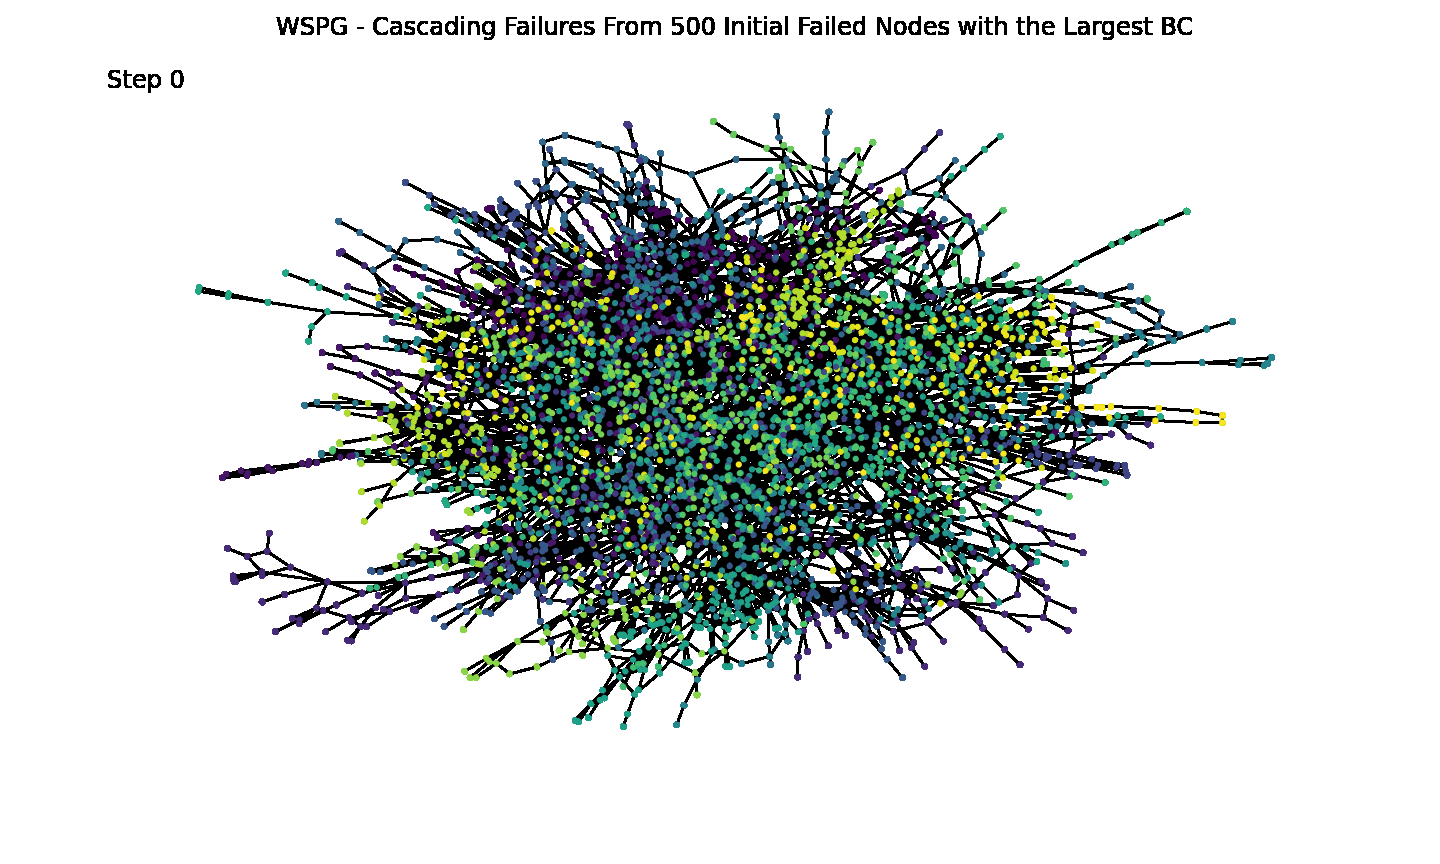 WSPG - Cascading Failures From 500 Initial Failed Nodes with the Largest BC
Step 0